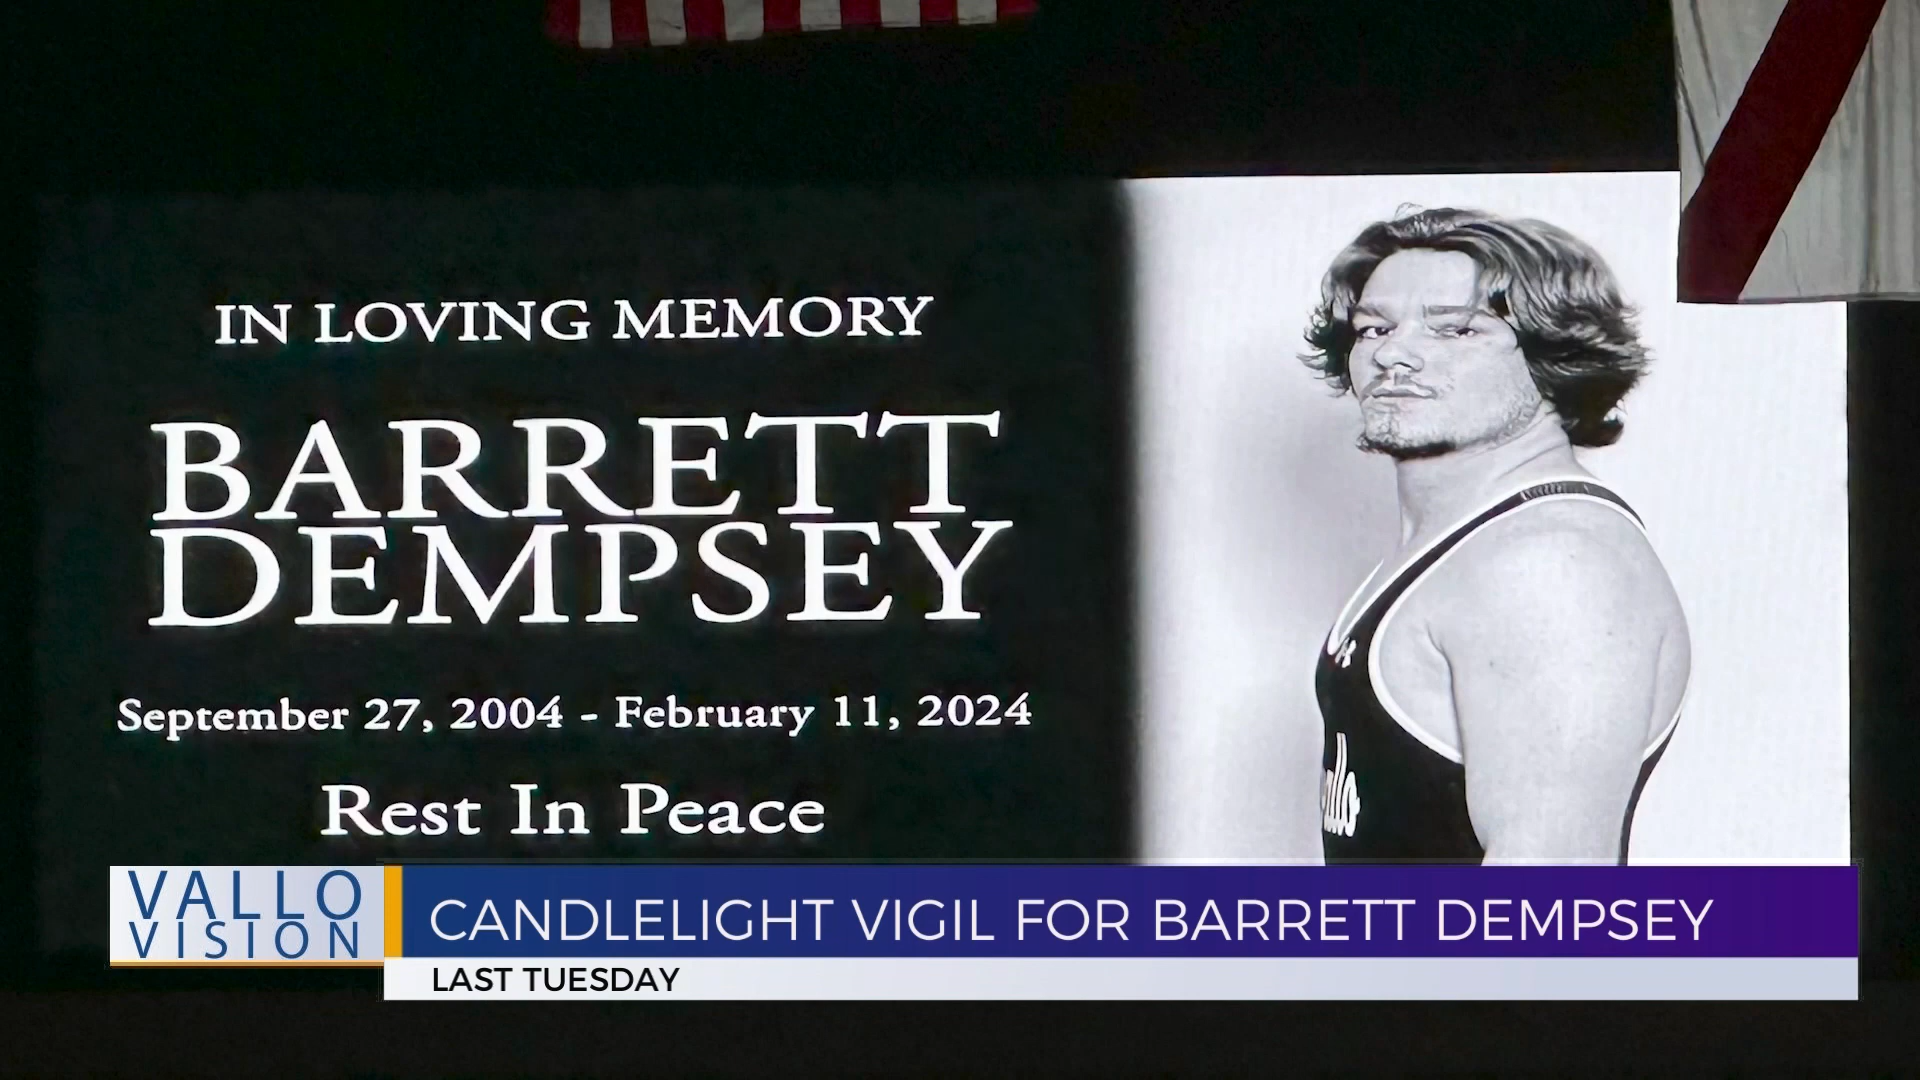 IN LOVING MEMORY
BARRETT
DEMPSEY
September 27, 2004 - February 11, 2024
Rest In Peace
allo
VALLO
VISION
CANDLELIGHT VIGIL FOR BARRETT DEMPSEY
LAST TUESDAY